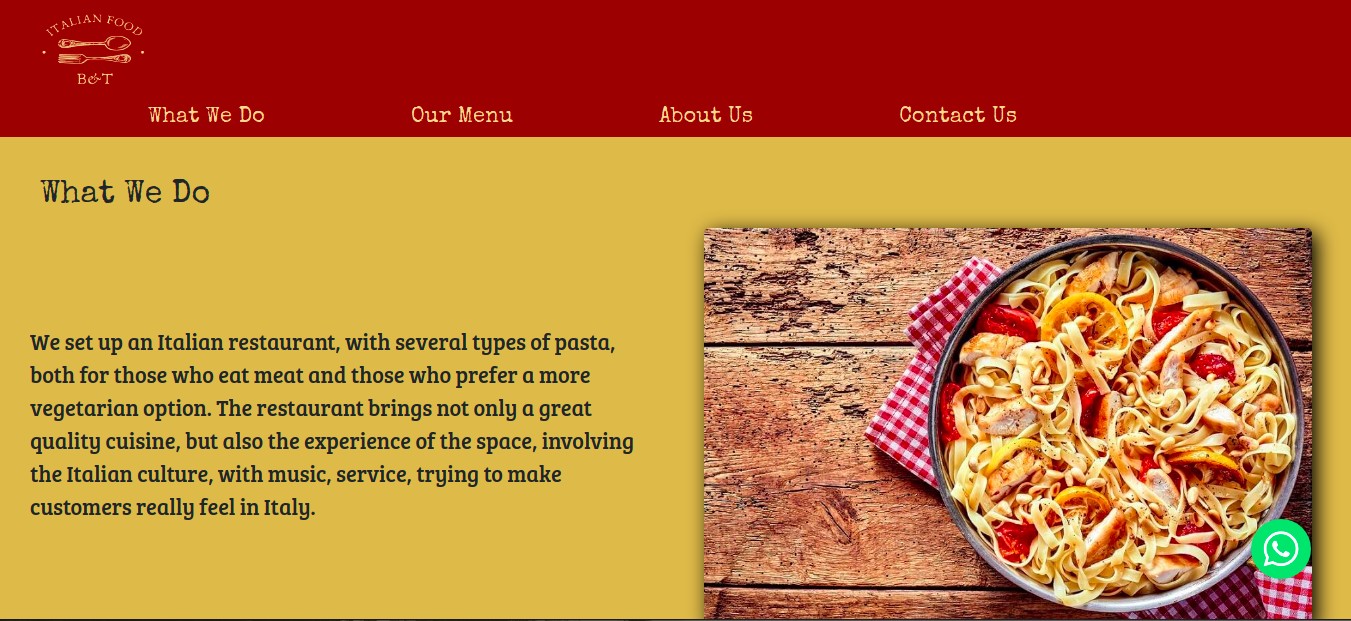 ITALIAN FOOD
B&T
What We Do
Our Menu
About Us
Contact Us
What We Do
We set up an Italian restaurant, with several types of pasta,
both for those who eat meat and those who prefer a more
vegetarian option. The restaurant brings not only a great
quality cuisine, but also the experience of the space, involving
the Italian culture, with music, service, trying to make
customers really feel in Italy.